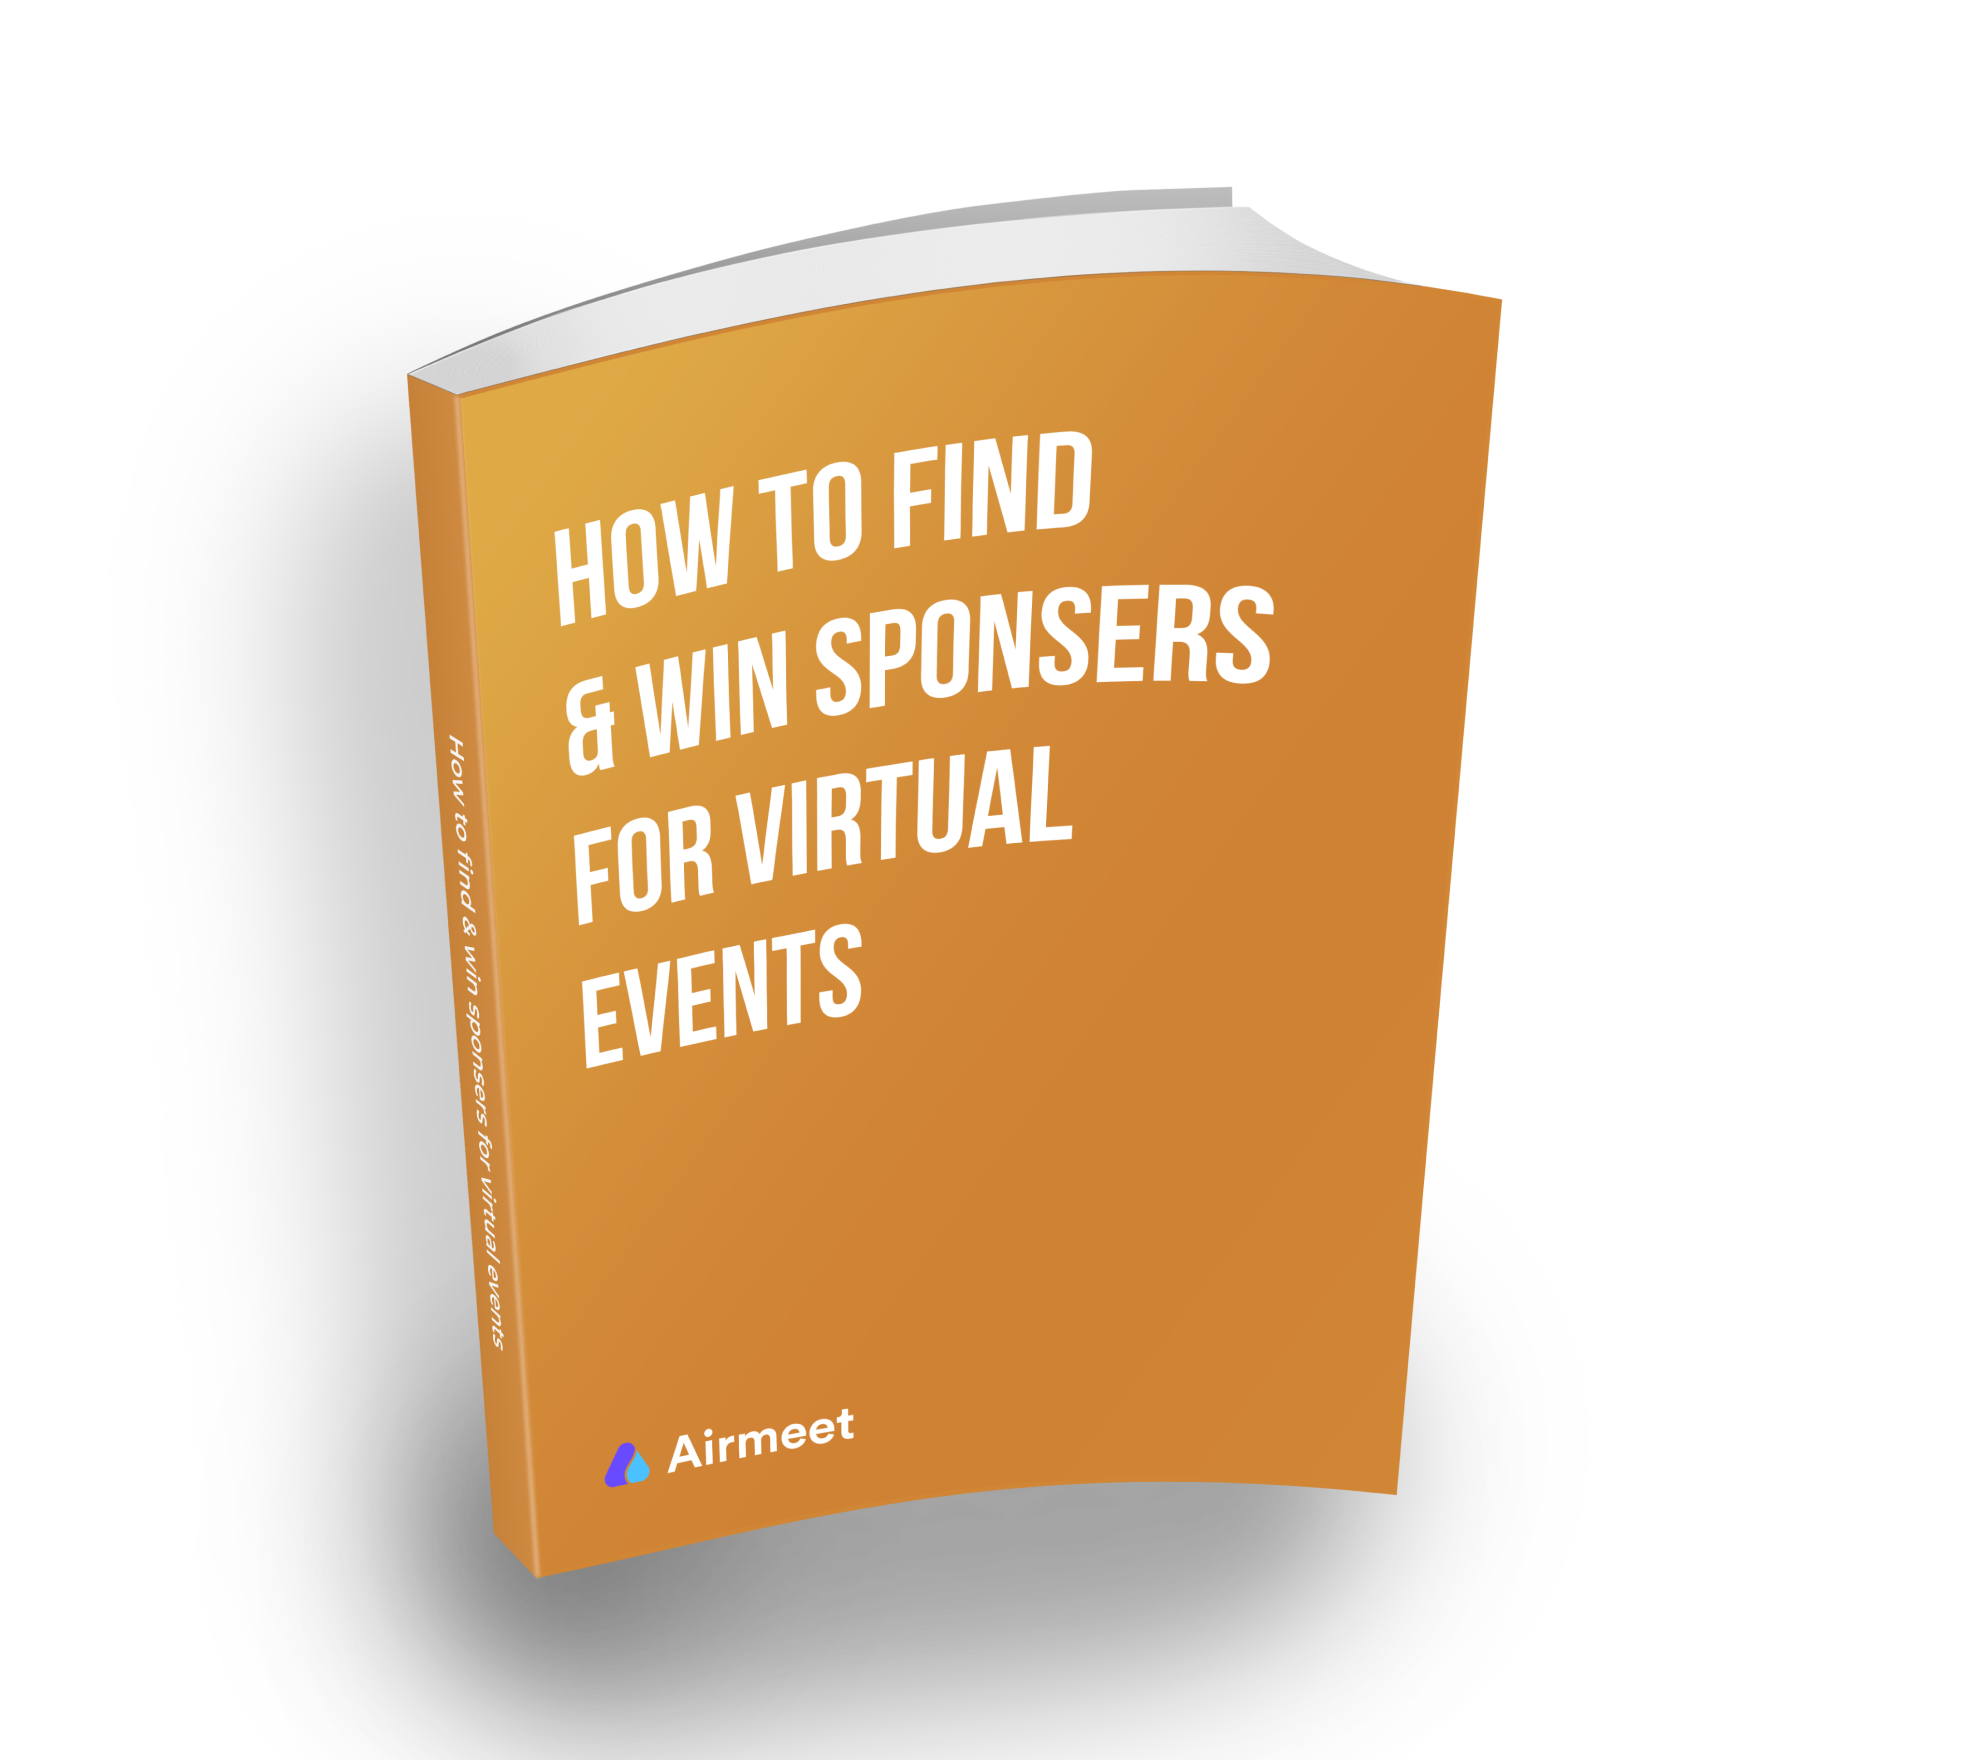 HOW TO FIND
& WIN SPONSERS
FOR VIRTUAL
EVENTS
Airmeet
How to find & win sponsers for virtual events